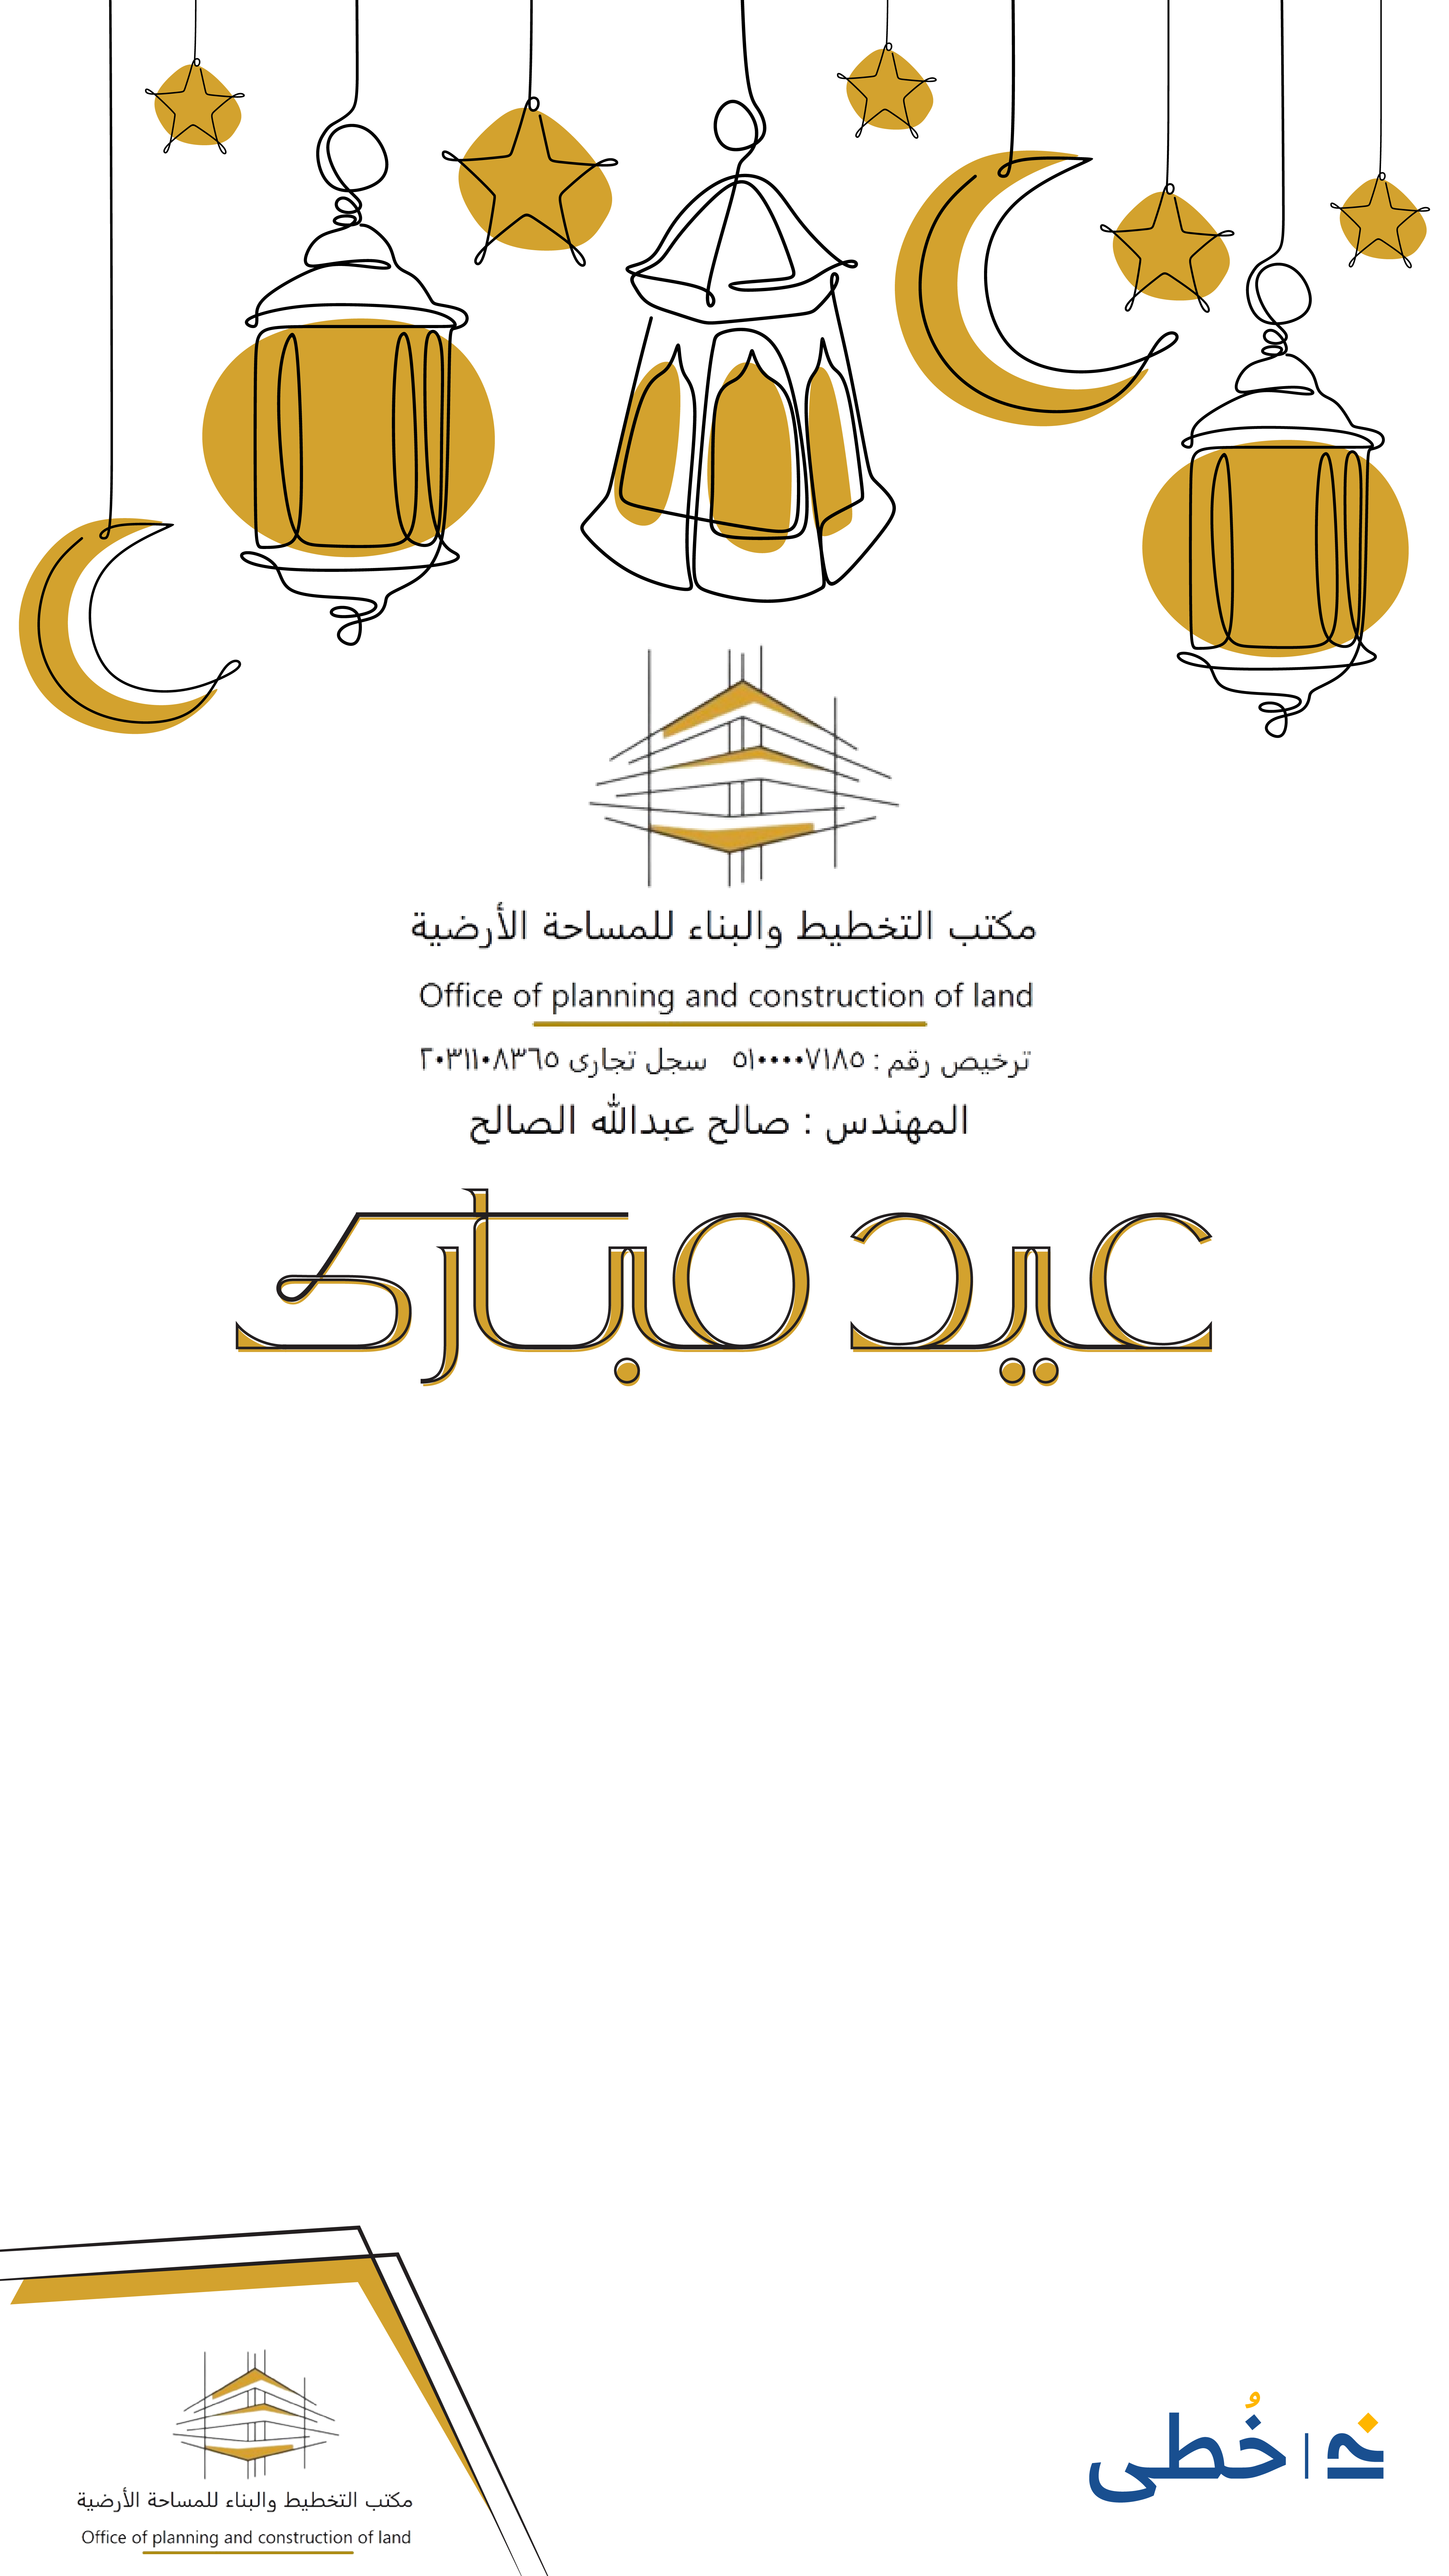 مكتب التخطيط والبناء للمساحة الأرضية
Office of planning and construction of land
ترخيص رقم : ٥١٠٠٠٠٧١٨٥ سجل تجارى ٢٠٣١١٠٨٣٦٥
المهندس : صالح عبدالله الصالح
عيد مبارك
مكتب التخطيط والبناء للمساحة الأرضية
Office of planning and construction of land
خُطى